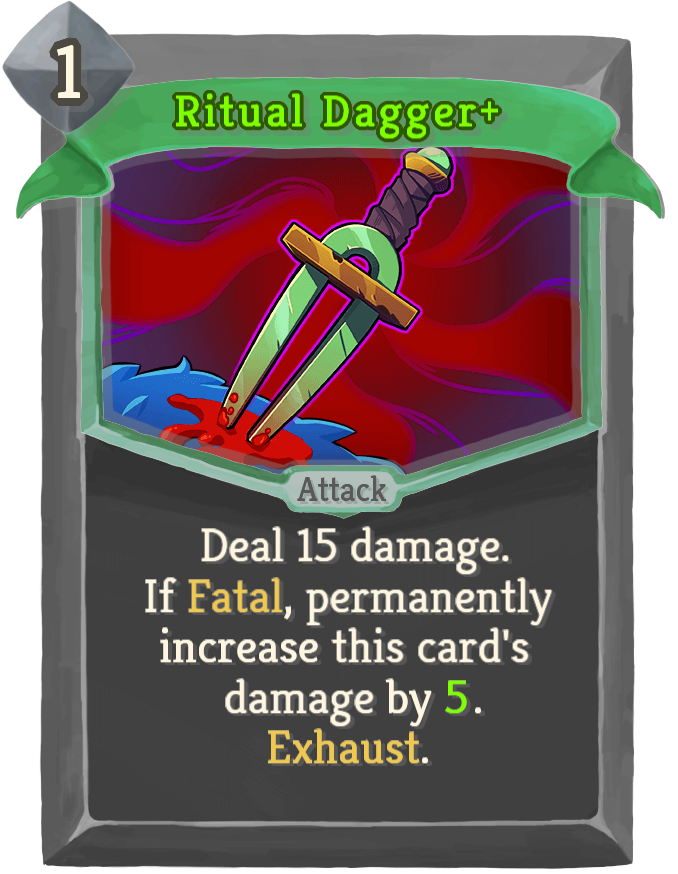 1
Ritual Dagger+
Attack
Deal 15 damage.
If Fatal, permanently
increase this card's
damage by 5.
Exhaust.